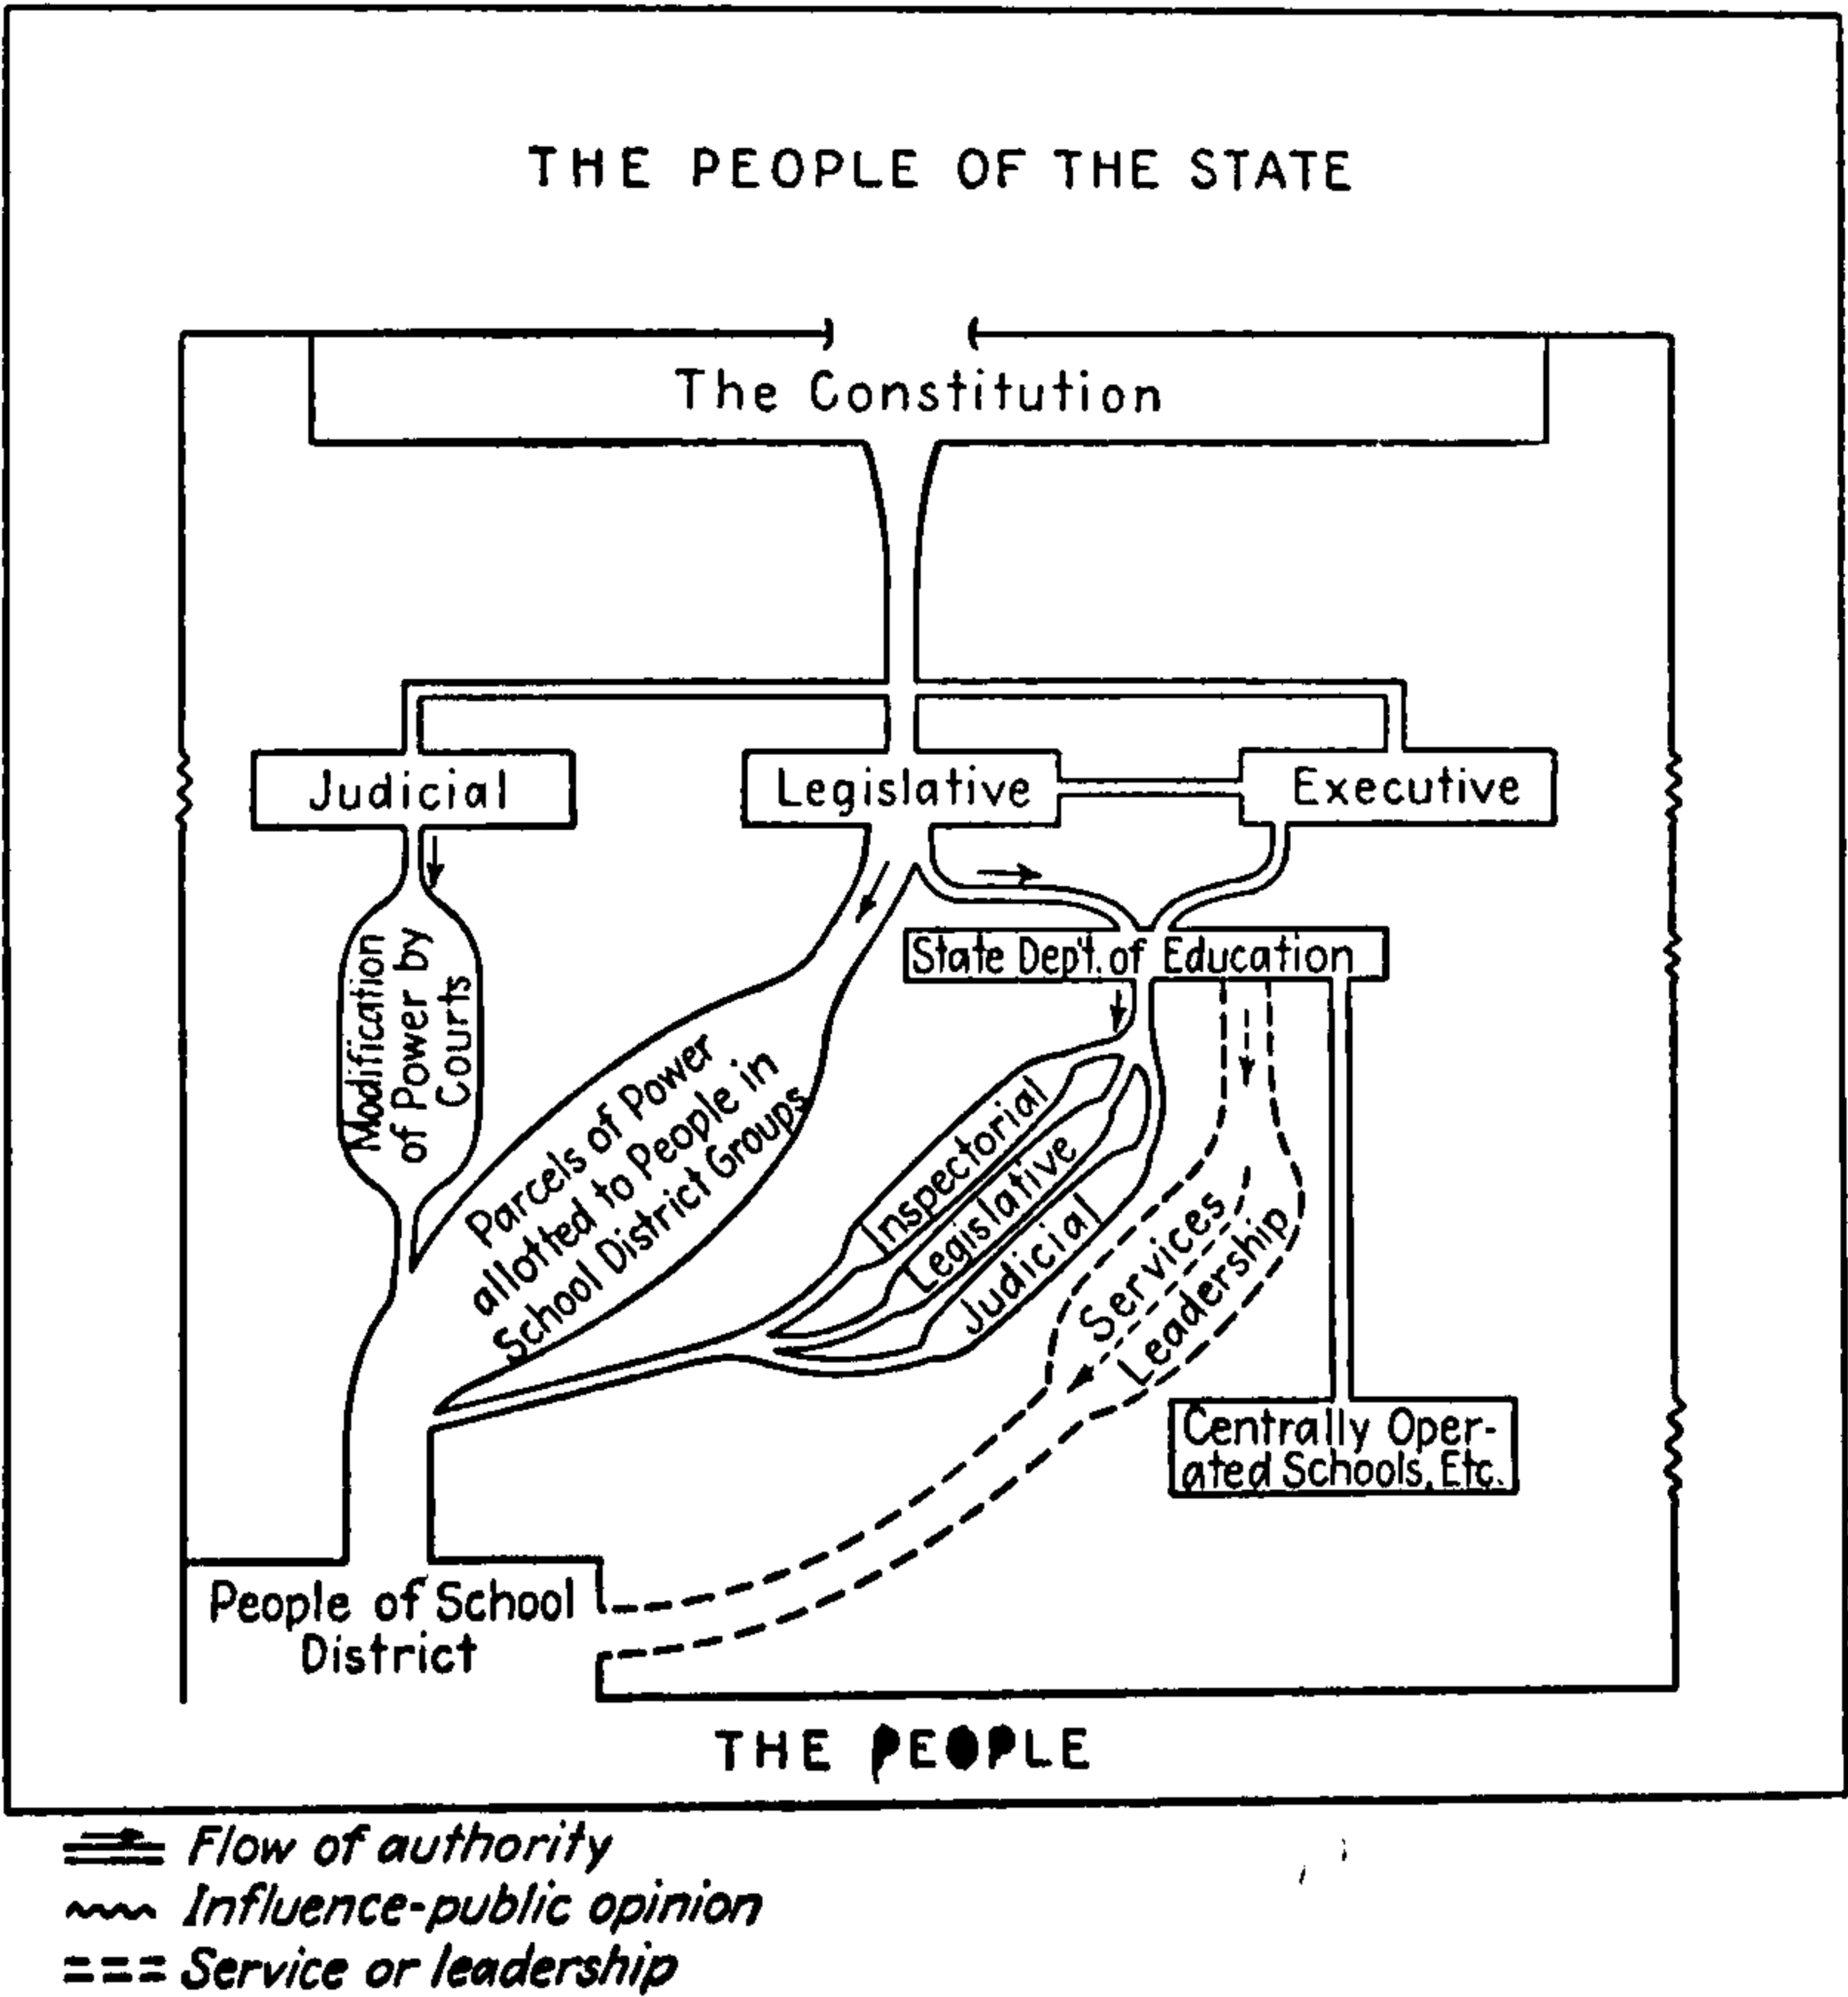 THE PEOPLE OF THE STATE
The Constitution
Judicial
Legislative
Executive
State Dep't. of Education
Modification
of Power by
Courts
Parcels of Power
allotted to People in
School District Groups
Inspectorial
Legislative
Judicial
Services
Leadership
Centrally Oper-
ated Schools, Etc.
People of School
District
THE PEOPLE
Flow of authority
Influence-public opinion
Service or leadership